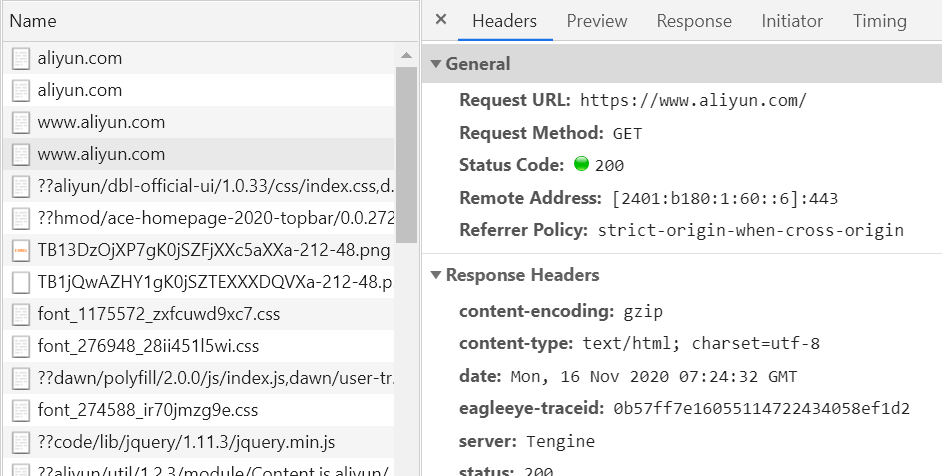 Name
aliyun.com
aliyun.com
www.aliyun.com
www.aliyun.com
??aliyun/dbl-official-ui/1.0.33/css/index.css,d.
??hmod/ace-homepage-2020-topbar/0.0.272
TB13DzOjXP7gK0jSZFjXXc5aXXa-212-48.png
TB1jQwAZHY1gK0jSZTEXXXDQVXa-212-48.p
font_1175572_zxfcuwd9xc7.css
font_276948_28ii451l5wi.css
??dawn/polyfill/2.0.0/js/index.js,dawn/user-tr.
font_274588_ir70jmzg9e.css
??code/lib/jquery/1.11.3/jquery.min.js
??aliyun/util/1.2.3/module/Content.js,aliyun/
× Headers Preview Response Initiator Timing
General
Request URL: https://www.aliyun.com/
Request Method: GET
Status Code: 200
Remote Address: [2401:b180:1:60::6]:443
Referrer Policy: strict-origin-when-cross-origin
Response Headers
content-encoding: gzip
content-type: text/html; charset=utf-8
date: Mon, 16 Nov 2020 07:24:32 GMT
eagleeye-traceid: 0b57ff7e16055114722434058ef1d2
server: Tengine
status: 200